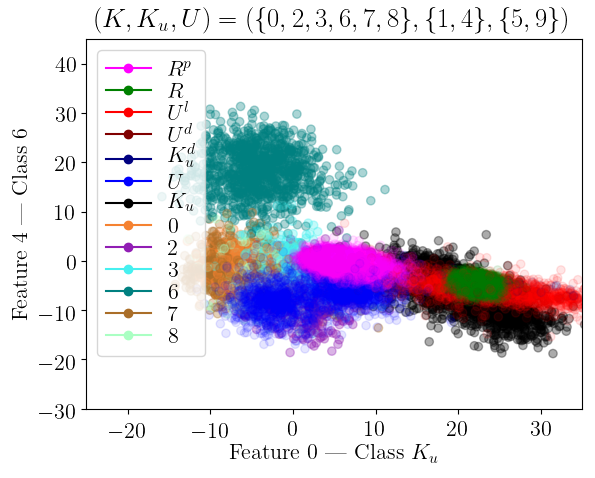 (K, K_u, U) = ({0, 2, 3, 6, 7, 8}, {1, 4}, {5, 9})
Feature 4 — Class 6
40
30
20
10
0
−10
−20
−30
R^p
R
U^l
U^d
K_u^d
U
K_u
0
2
3
6
7
8
−20 −10 0 10 20 30
Feature 0 — Class K_u